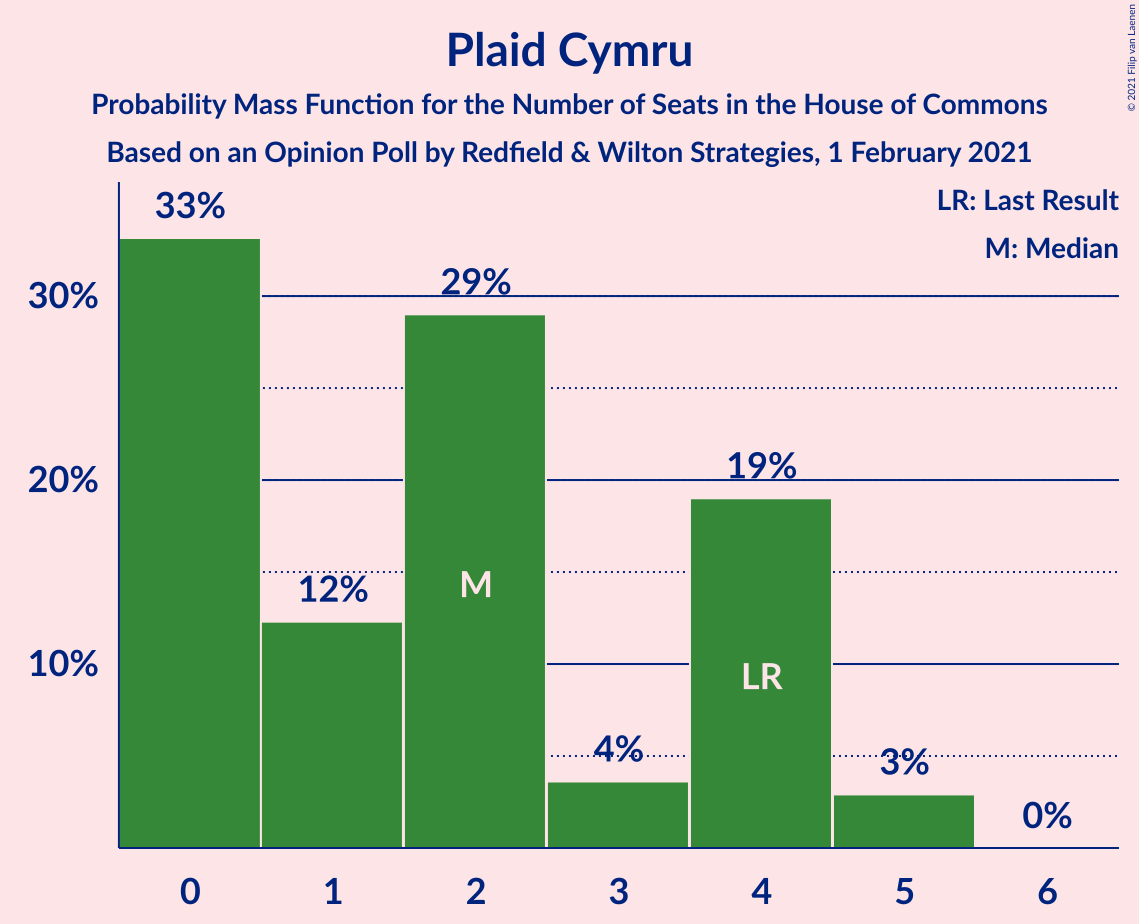 Plaid Cymru
Probability Mass Function for the Number of Seats in the House of Commons
Based on an Opinion Poll by Redfield & Wilton Strategies, 1 February 2021
© 2021 Filip van Laenen
LR: Last Result
M: Median
33%
29%
30%
20%
19%
12%
M
10%
LR
4%
3%
0%
0 1 2 3 4 5 6